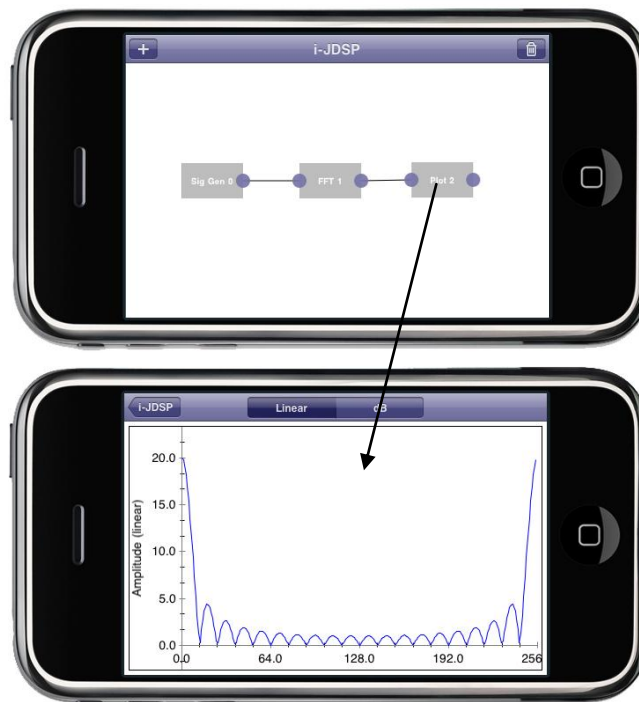 + i-JDSP
Sig Gen 0 FFT 1 Plot 2
i-JDSP Linear dB
Amplitude (linear)
20.0
15.0
10.0
5.0
0.0
0.0 64.0 128.0 192.0 256